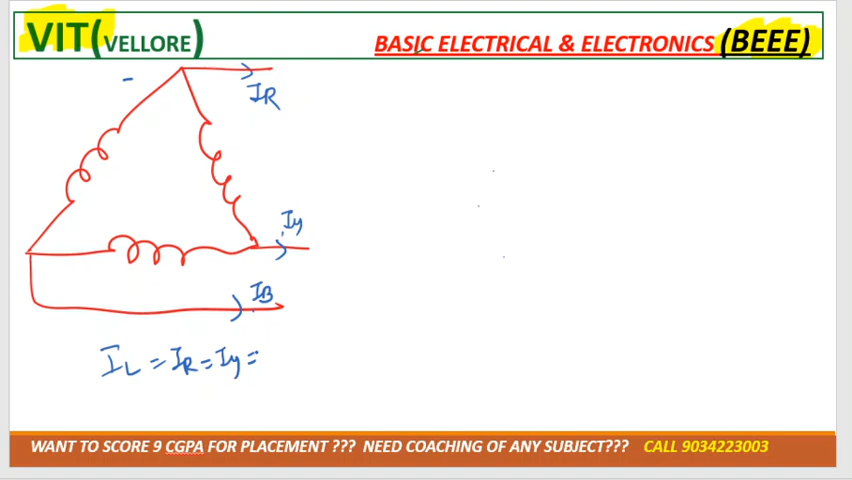 VIT(VELLORE)
BASIC ELECTRICAL & ELECTRONICS (BEEE)
IR
Iy
IB
IL = IR = Iy =
WANT TO SCORE 9 CGPA FOR PLACEMENT ??? NEED COACHING OF ANY SUBJECT??? CALL 9034223003